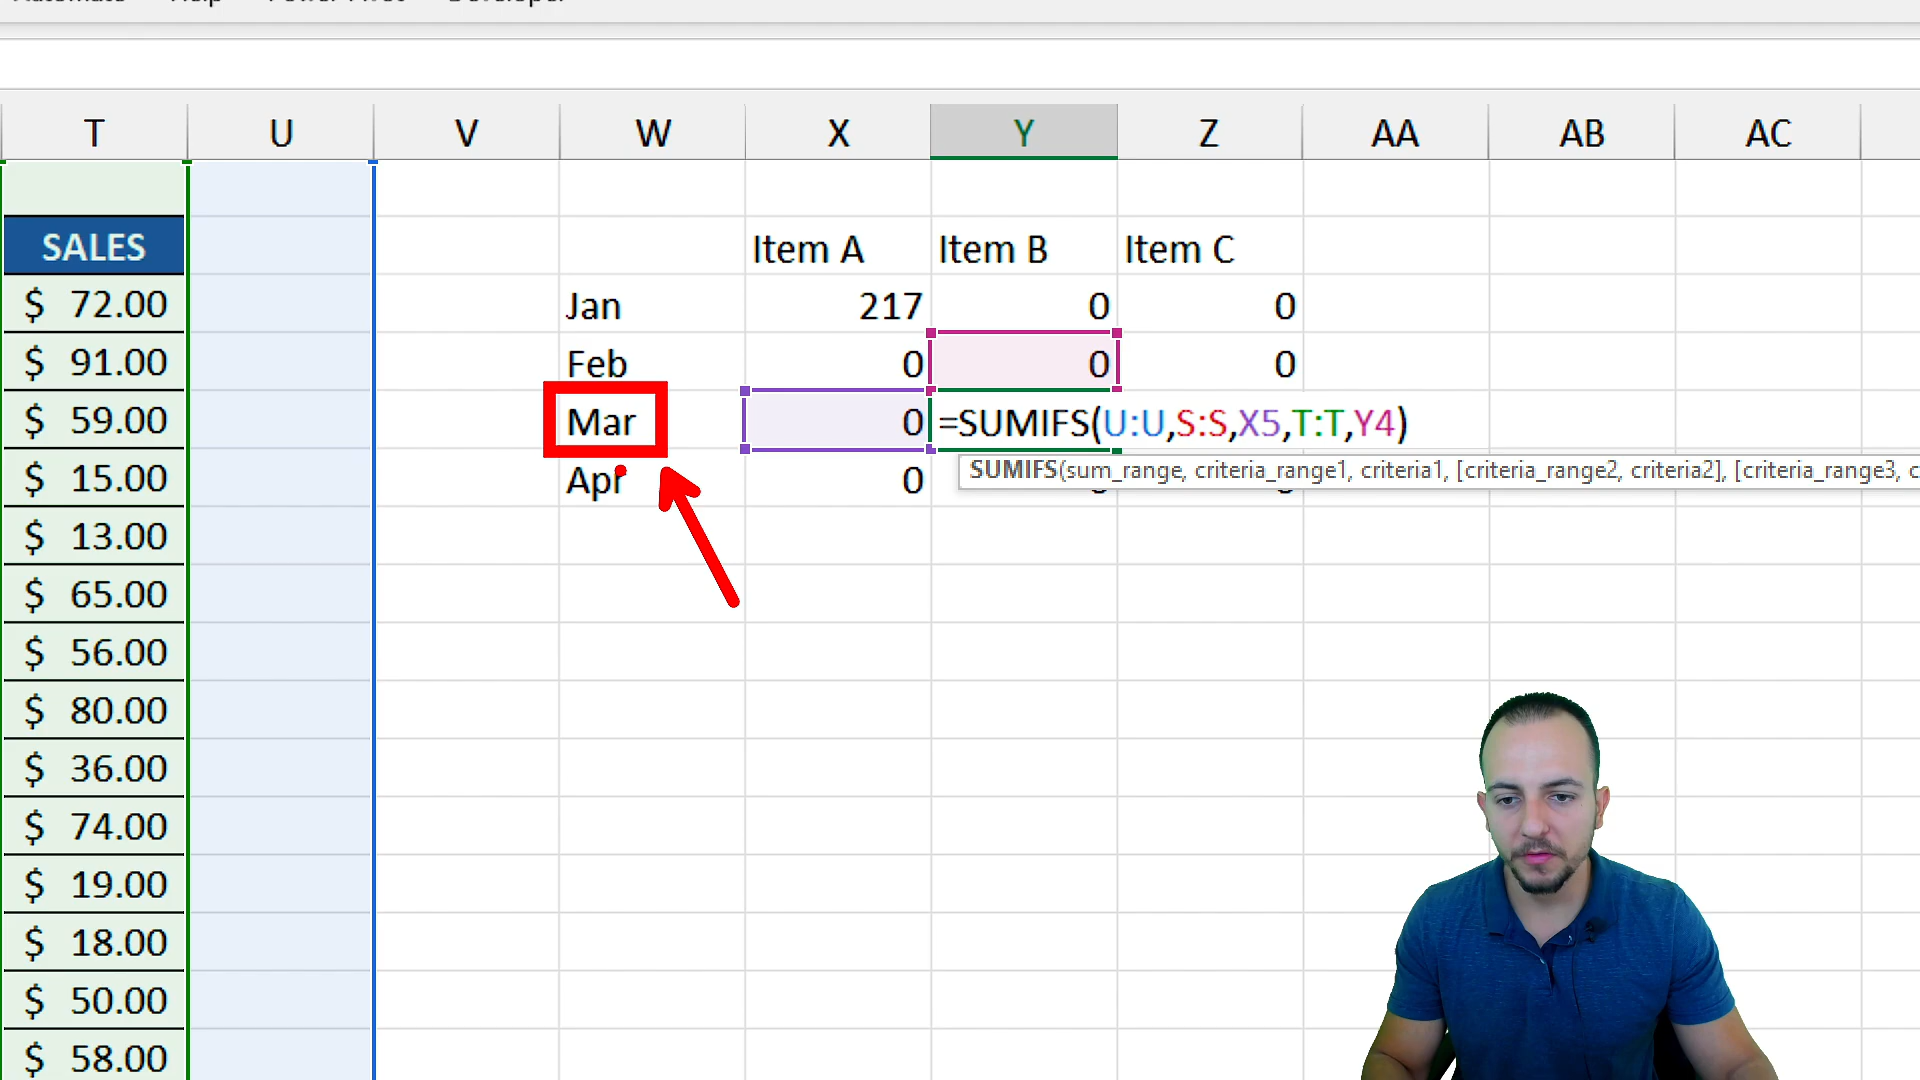 Automate Help Power Pivot Developer
T U V W X Y Z AA AB AC
SALES Item A Item B Item C
$ 72.00 Jan 217 0 0
$ 91.00 Feb 0 0 0
$ 59.00 Mar 0 =SUMIFS(U:U,S:S,X5,T:T,Y4)
$ 15.00 Apr 0 SUMIFS(sum_range, criteria_range1, criteria1, [criteria_range2, criteria2], [criteria_range3, c
$ 13.00
$ 65.00
$ 56.00
$ 80.00
$ 36.00
$ 74.00
$ 19.00
$ 18.00
$ 50.00
$ 58.00